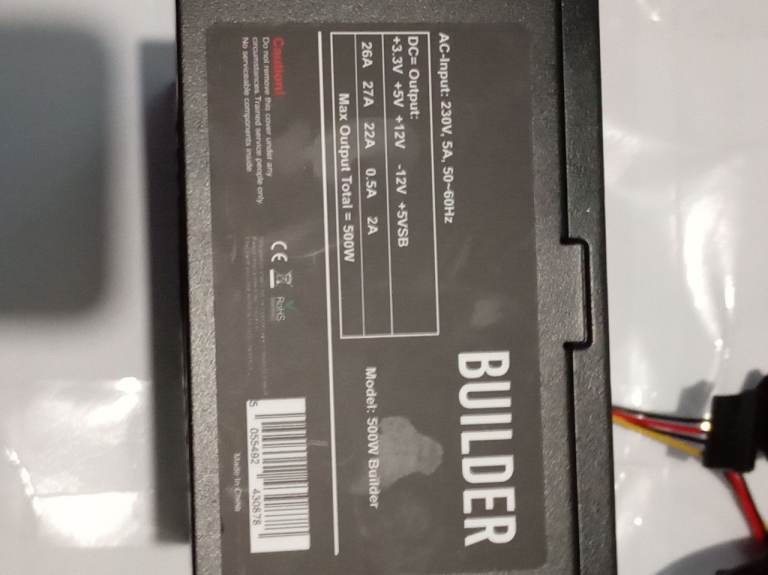 BUILDER
AC-Input: 230V, 5A, 50~60Hz
DC= Output:
+3.3V +5V +12V -12V +5VSB
26A 27A 22A 0.5A 2A
Max Output Total = 500W
Model: 500W Builder
Caution!
Do not remove this cover under any
circumstances. Trained service people only.
No serviceable components inside.
CE RoHS
5 055492 430878
Made In China